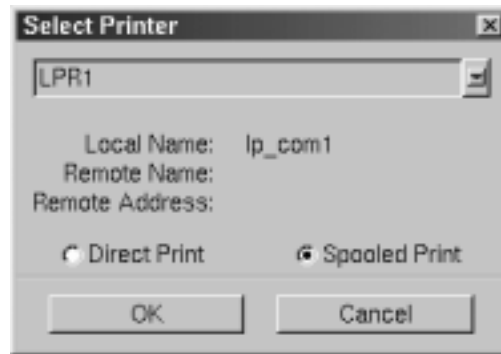 Select Printer
LPR1
Local Name: lp_com1
Remote Name:
Remote Address:
Direct Print Spooled Print
OK Cancel